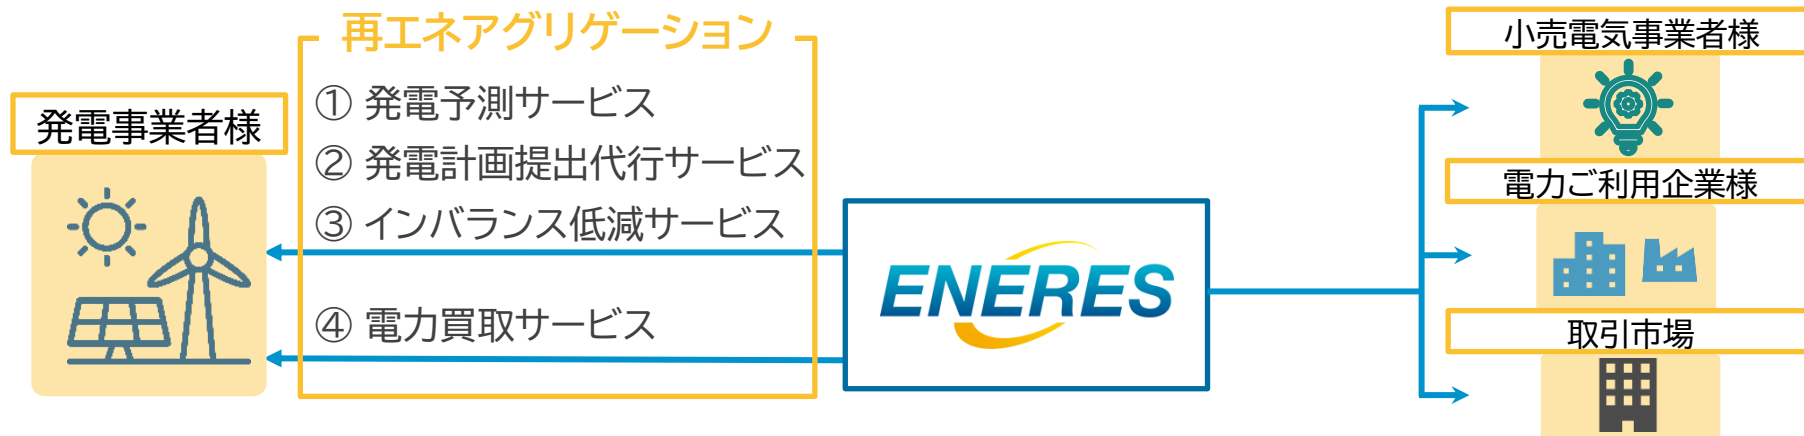 再エネアグリゲーション
発電事業者様
① 発電予測サービス
② 発電計画提出代行サービス
③ インバランス低減サービス
④ 電力買取サービス
ENERES
小売電気事業者様
電力ご利用企業様
取引市場